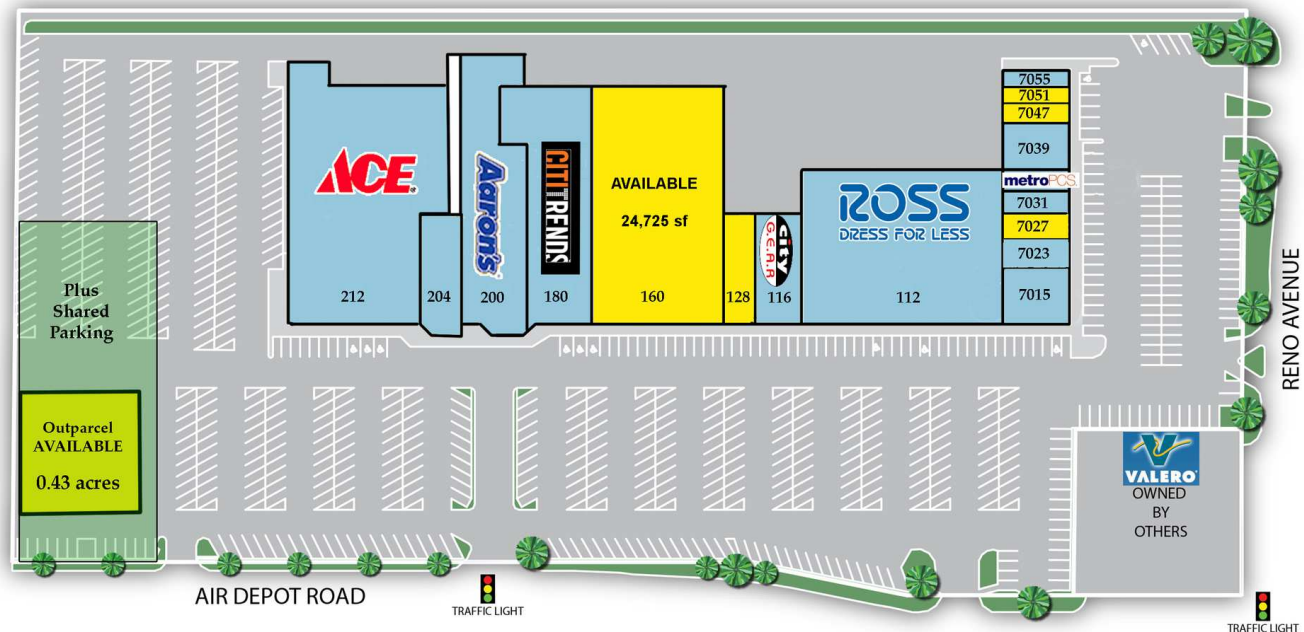 7055
7051
7047
7039
metroPCS.
7031
7027
7023
7015
ACE
Aaron's
CITITRENDS
AVAILABLE
24,725 sf
city
G.E.A.R
ROSS
DRESS FOR LESS
212
204
200
180
160
128
116
112
Plus
Shared
Parking
Outparcel
AVAILABLE
0.43 acres
VALERO
OWNED
BY
OTHERS
RENO AVENUE
AIR DEPOT ROAD
TRAFFIC LIGHT
TRAFFIC LIGHT